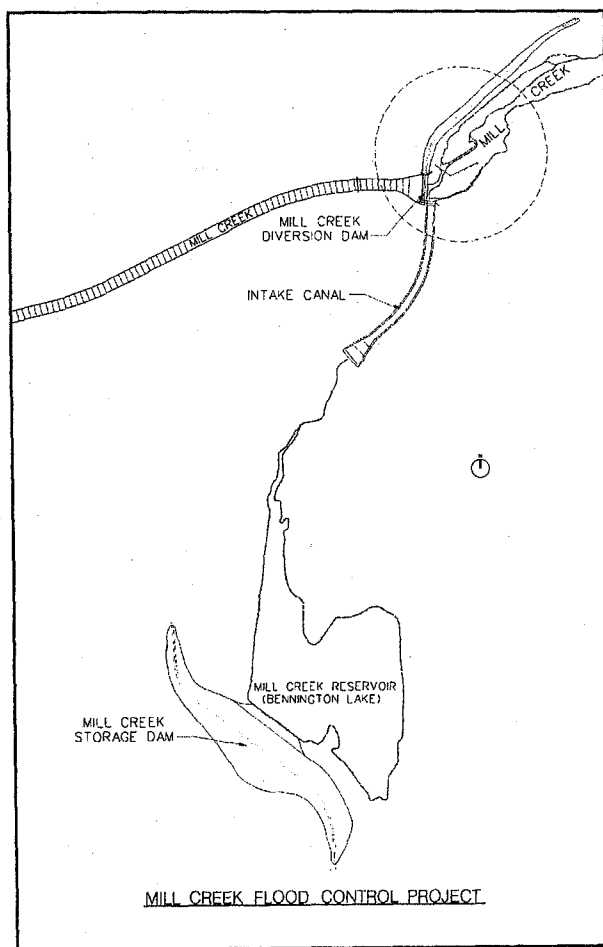 MILL CREEK
MILL CREEK
MILL CREEK
DIVERSION DAM
INTAKE CANAL
N
MILL CREEK RESERVOIR
(BENNINGTON LAKE)
MILL CREEK
STORAGE DAM
MILL CREEK FLOOD CONTROL PROJECT